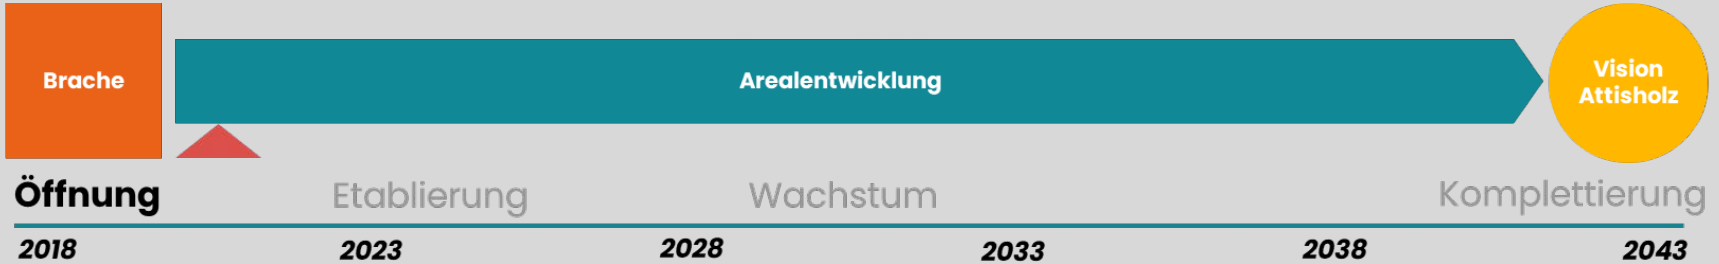 Brache
Arealentwicklung
Vision
Attisholz
Öffnung Etablierung Wachstum Komplettierung
2018 2023 2028 2033 2038 2043